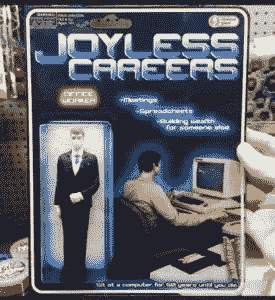 JOYLESS
CAREERS
OFFICE
WORKER
-Meetings
-Spreadsheets
-Building wealth
for someone else
Sit at a computer for 60 years until you die